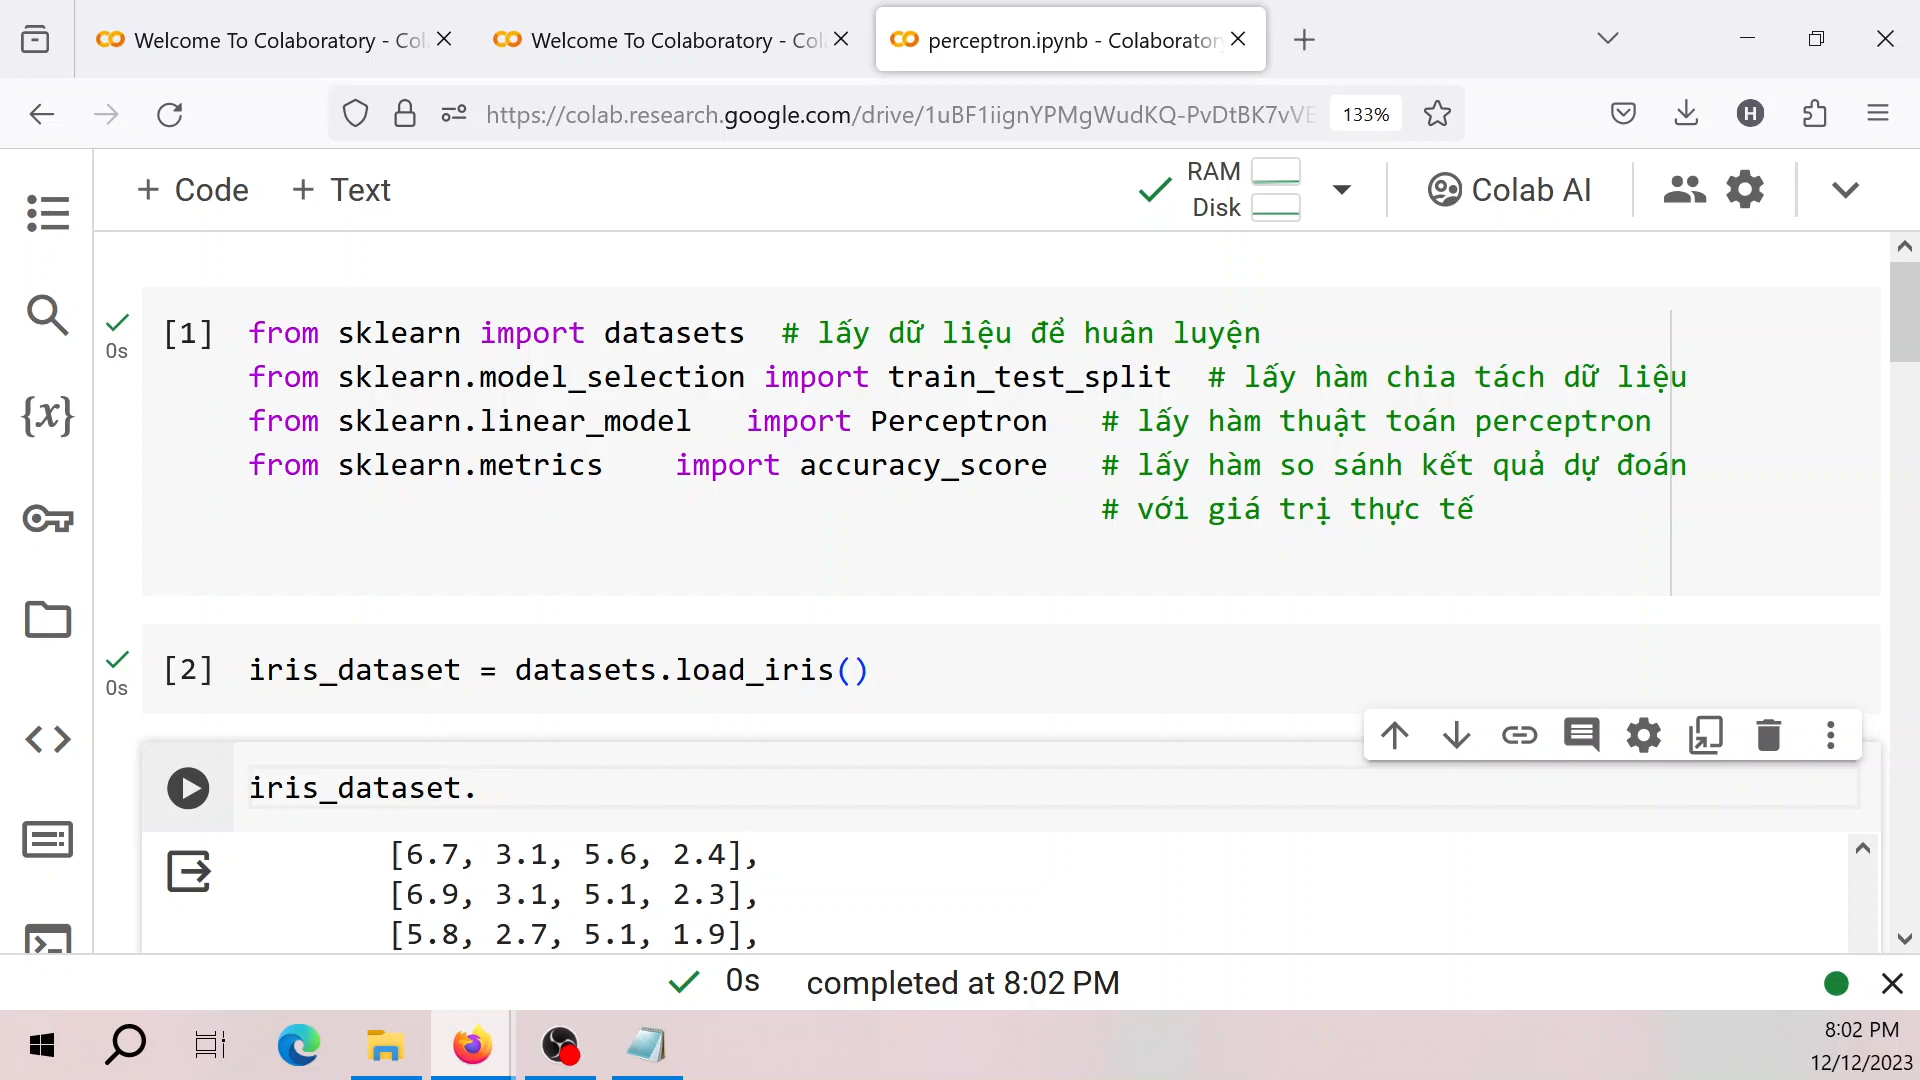 Welcome To Colaboratory - Col
Welcome To Colaboratory - Col
perceptron.ipynb - Colaboratory
https://colab.research.google.com/drive/1uBF1iignYPMgWudKQ-PvDtBK7vVE
133%
H
+ Code + Text
RAM
Disk
Colab AI
[1] from sklearn import datasets # lấy dữ liệu để huân luyện
0s
from sklearn.model_selection import train_test_split # lấy hàm chia tách dữ liệu
from sklearn.linear_model import Perceptron # lấy hàm thuật toán perceptron
from sklearn.metrics import accuracy_score # lấy hàm so sánh kết quả dự đoán
# với giá trị thực tế
{x}
[2] iris_dataset = datasets.load_iris()
0s
iris_dataset.
[6.7, 3.1, 5.6, 2.4],
[6.9, 3.1, 5.1, 2.3],
[5.8, 2.7, 5.1, 1.9],
0s completed at 8:02 PM
8:02 PM
12/12/2023